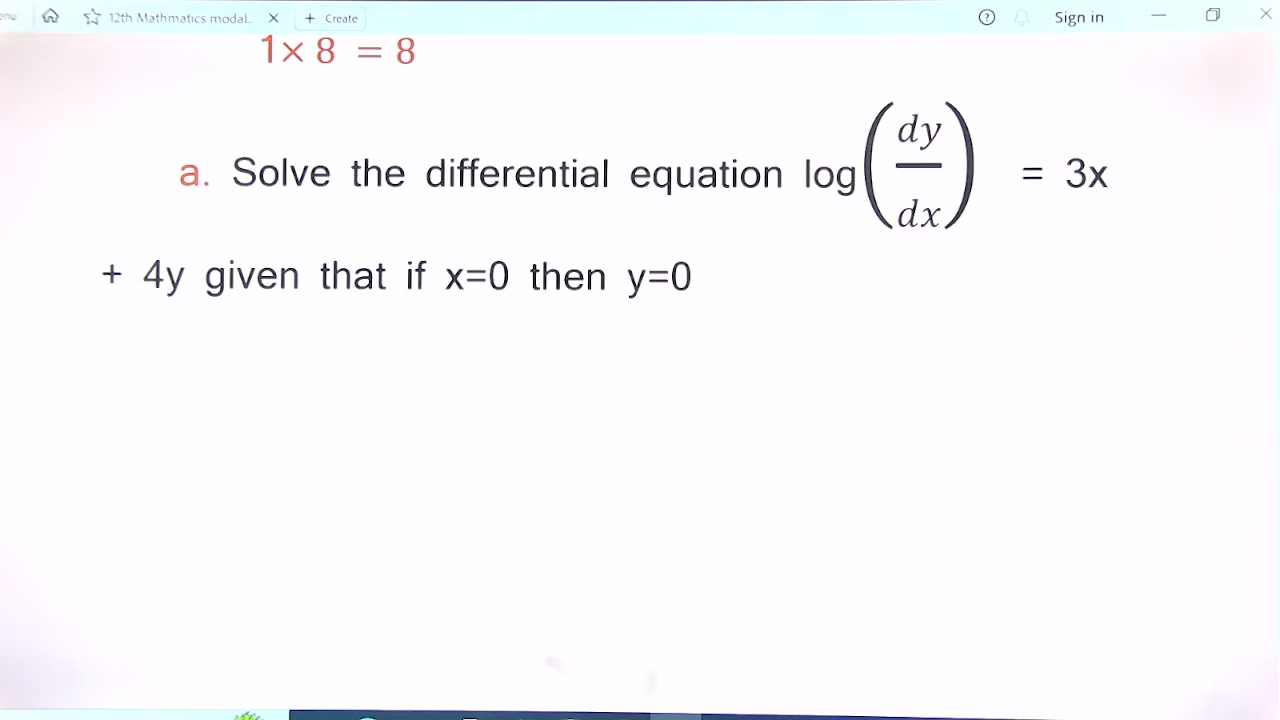 enu 12th Mathmatics modal... + Create Sign in
1× 8 = 8
a. Solve the differential equation log(dy/dx) = 3x
+ 4y given that if x=0 then y=0